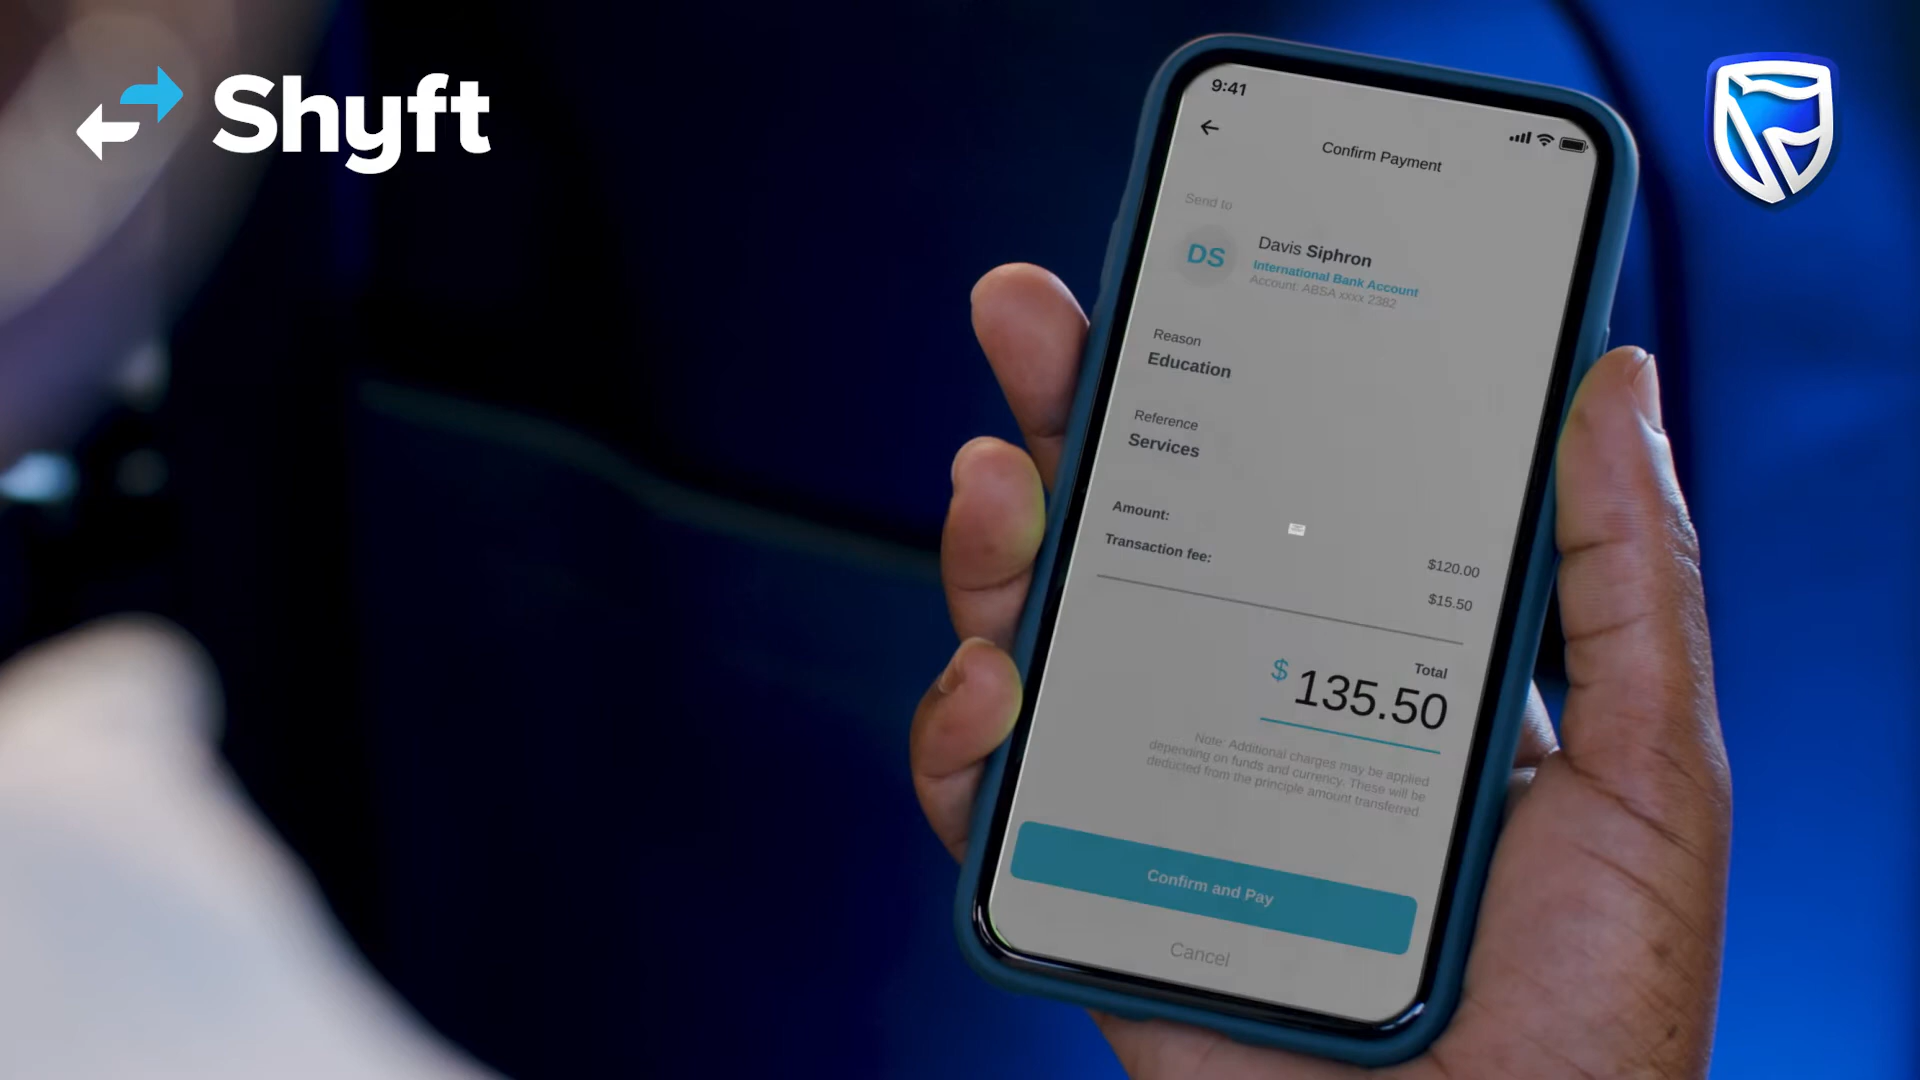 Shyft
9:41
Confirm Payment
Send to
DS
Davis Siphron
International Bank Account
Account: ABSA xxxx 2382
Reason
Education
Reference
Services
Amount:
$120.00
Transaction fee:
$15.50
Total
$ 135.50
Note: Additional charges may be applied
depending on funds and currency. These will be
deducted from the principle amount transferred.
Confirm and Pay
Cancel